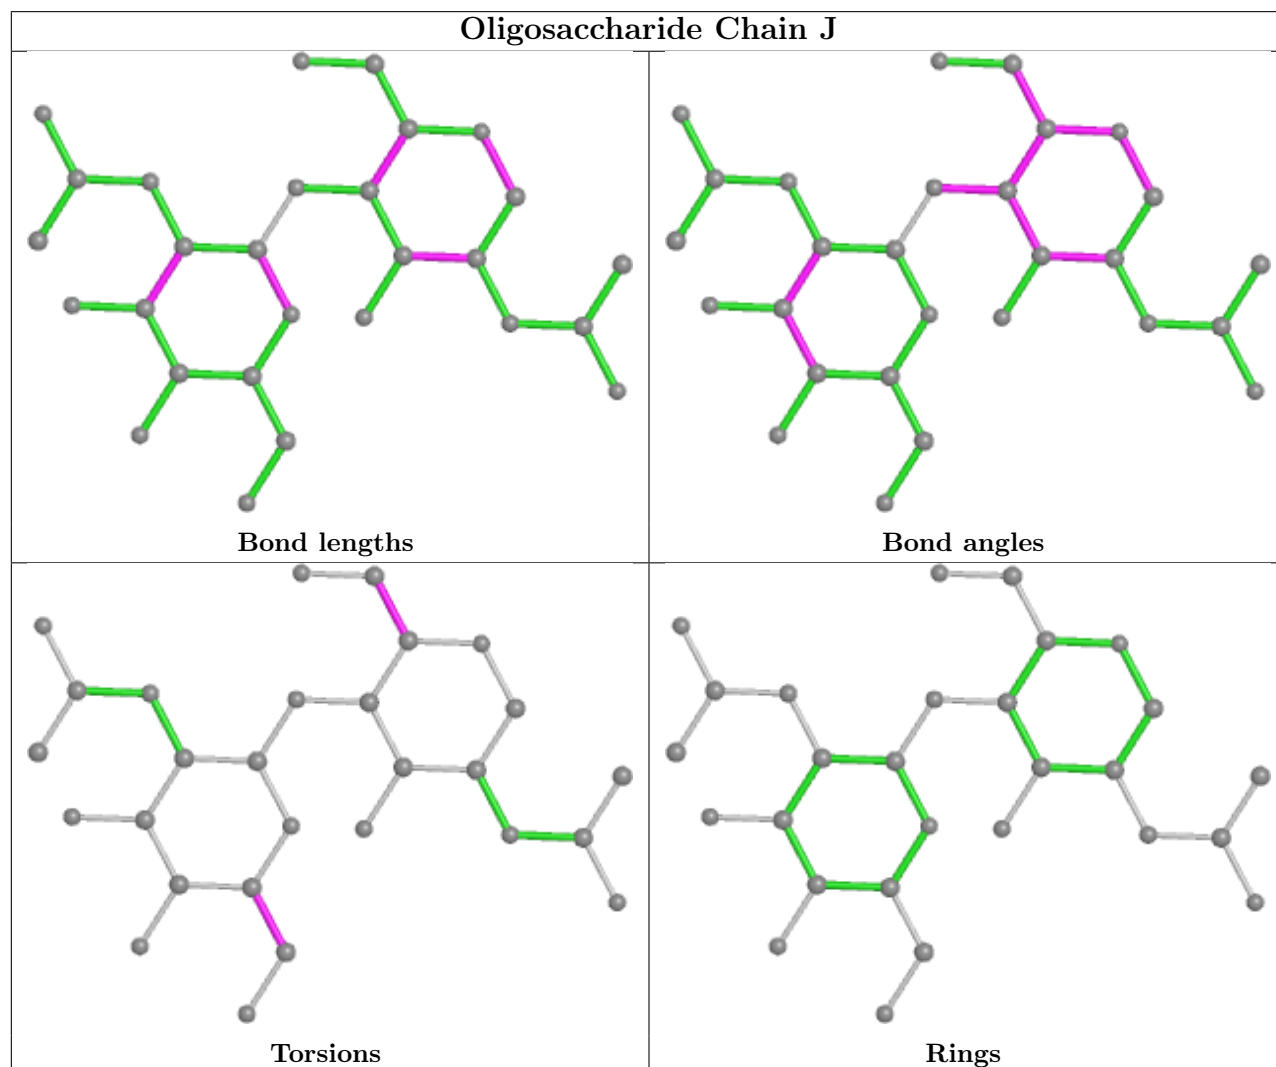 Oligosaccharide Chain J
Bond lengths
Bond angles
Torsions
Rings